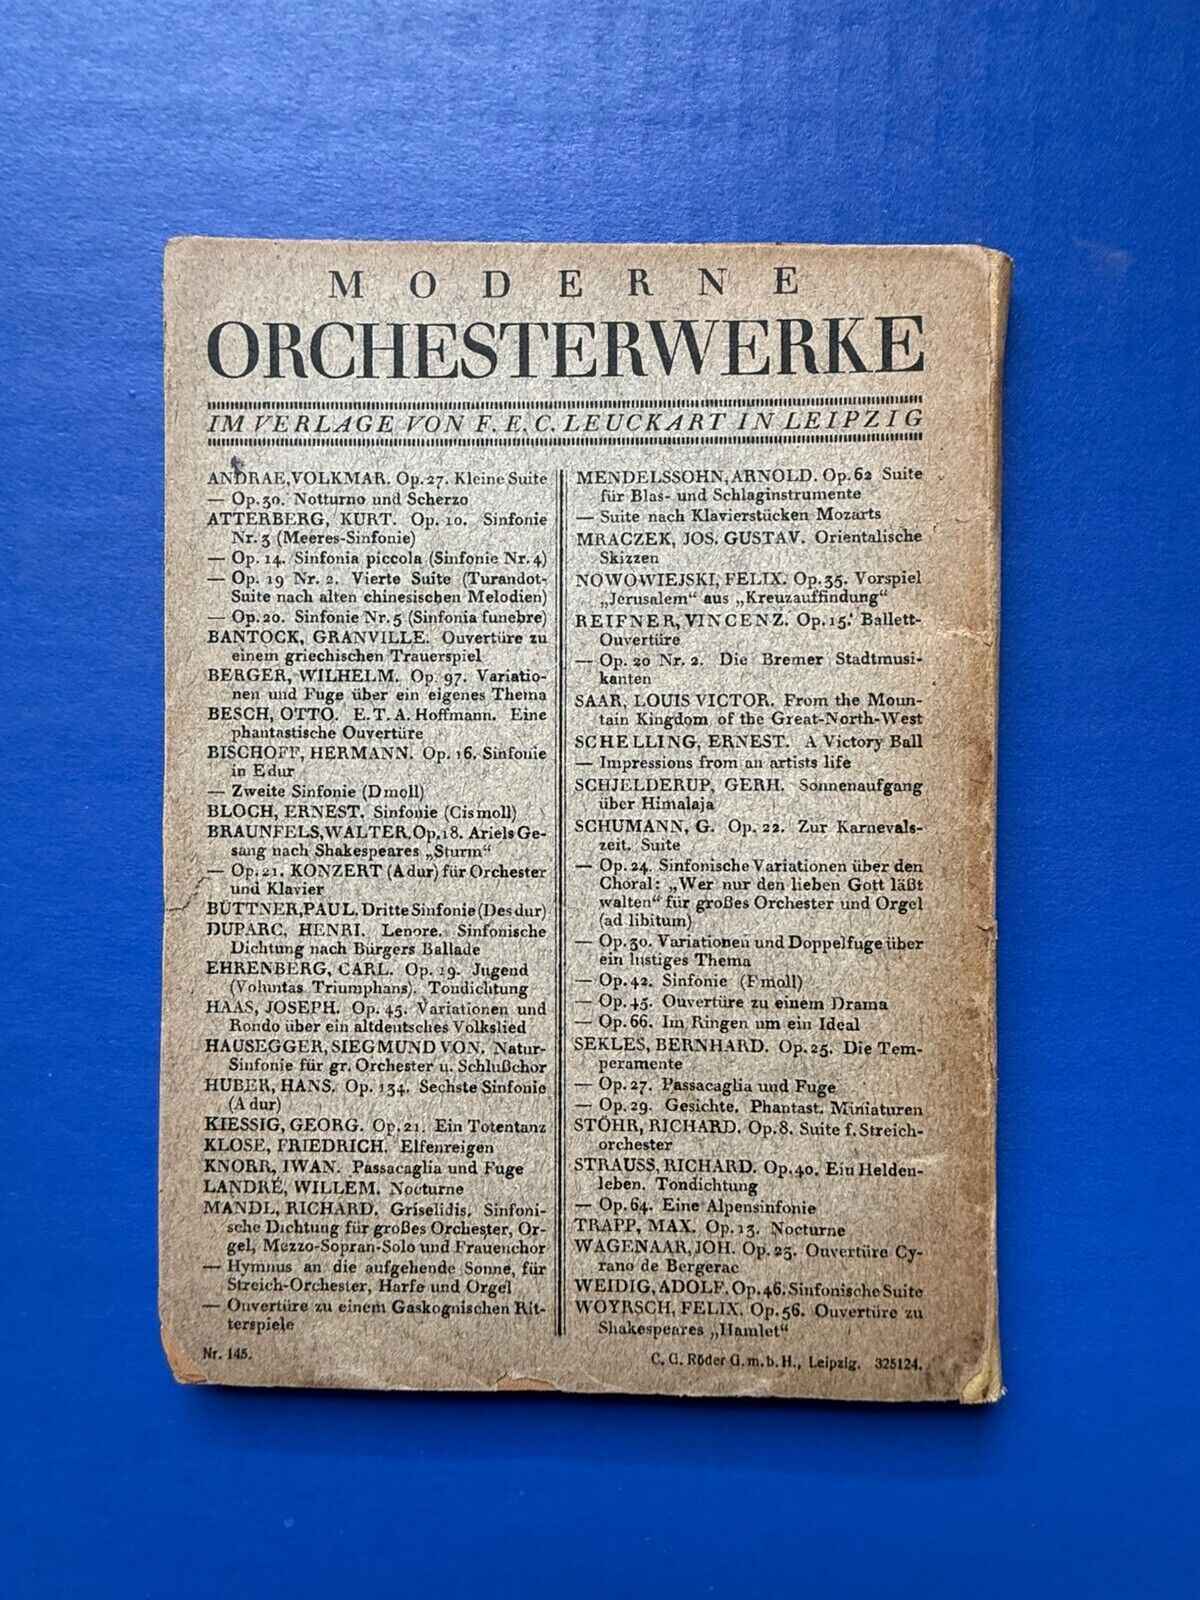 MODERNE
ORCHESTERWERKE
IM VERLAGE VON F. E. C. LEUCKART IN LEIPZIG
ANDRAE, VOLKMAR. Op. 27. Kleine Suite
— Op. 30. Notturno und Scherzo
ATTERBERG, KURT. Op. 10. Sinfonie
Nr. 3 (Meeres-Sinfonie)
— Op. 14. Sinfonia piccola (Sinfonie Nr. 4)
— Op. 19 Nr. 2. Vierte Suite (Turandot-
Suite nach alten chinesischen Melodien)
— Op. 20. Sinfonie Nr. 5 (Sinfonia funebre)
BANTOCK, GRANVILLE. Ouvertüre zu
einem griechischen Trauerspiel
BERGER, WILHELM. Op. 97. Variatio-
nen und Fuge über ein eigenes Thema
BESCH, OTTO. E. T. A. Hoffmann. Eine
phantastische Ouvertüre
BISCHOFF, HERMANN. Op. 16. Sinfonie
in E dur
— Zweite Sinfonie (D moll)
BLOCH, ERNEST. Sinfonie (Cis moll)
BRAUNFELS, WALTER. Op. 18. Ariels Ge-
sang nach Shakespeares „Sturm“
— Op. 21. KONZERT (A dur) für Orchester
und Klavier
BÜTTNER, PAUL. Dritte Sinfonie (Des dur)
DUPARC, HENRI. Lenore. Sinfonische
Dichtung nach Bürgers Ballade
EHRENBERG, CARL. Op. 19. Jugend
(Voluntas Triumphans). Tondichtung
HAAS, JOSEPH. Op. 45. Variationen und
Rondo über ein altdeutsches Volkslied
HAUSEGGER, SIEGMUND VON. Natur-
Sinfonie für gr. Orchester u. Schlußchor
HUBER, HANS. Op. 134. Sechste Sinfonie
(A dur)
KIESSIG, GEORG. Op. 21. Ein Totentanz
KLOSE, FRIEDRICH. Elfenreigen
KNORR, IWAN. Passacaglia und Fuge
LANDRÉ, WILLEM. Nocturne
MANDL, RICHARD. Griselidis. Sinfoni-
sche Dichtung für großes Orchester, Or-
gel, Mezzo-Sopran-Solo und Frauenchor
— Hymnus an die aufgehende Sonne, für
Streich-Orchester, Harfe und Orgel
— Ouvertüre zu einem Gaskognischen Rit-
terspiele
MENDELSSOHN, ARNOLD. Op. 62 Suite
für Blas- und Schlaginstrumente
— Suite nach Klavierstücken Mozarts
MRACZEK, JOS. GUSTAV. Orientalische
Skizzen
NOWOWIEJSKI, FELIX. Op. 35. Vorspiel
„Jerusalem“ aus „Kreuzauffindung“
REIFNER, VINCENZ. Op. 15. Ballett-
Ouvertüre
— Op. 20 Nr. 2. Die Bremer Stadtmusi-
kanten
SAAR, LOUIS VICTOR. From the Moun-
tain Kingdom of the Great-North-West
SCHELLING, ERNEST. A Victory Ball
— Impressions from an artists life
SCHJELDERUP, GERH. Sonnenaufgang
über Himalaja
SCHUMANN, G. Op. 22. Zur Karnevals-
zeit. Suite
— Op. 24. Sinfonische Variationen über den
Choral: „Wer nur den lieben Gott läßt
walten“ für großes Orchester und Orgel
(ad libitum)
— Op. 30. Variationen und Doppelfuge über
ein lustiges Thema
— Op. 42. Sinfonie (F moll)
— Op. 45. Ouvertüre zu einem Drama
— Op. 66. Im Ringen um ein Ideal
SEKLES, BERNHARD. Op. 25. Die Tem-
peramente
— Op. 27. Passacaglia und Fuge
— Op. 29. Gesichte. Phantast. Miniaturen
STÖHR, RICHARD. Op. 8. Suite f. Streich-
orchester
STRAUSS, RICHARD. Op. 40. Ein Helden-
leben. Tondichtung
— Op. 64. Eine Alpensinfonie
TRAPP, MAX. Op. 13. Nocturne
WAGENAAR, JOH. Op. 23. Ouvertüre Cy-
rano de Bergerac
WEIDIG, ADOLF. Op. 46. Sinfonische Suite
WOYRSCH, FELIX. Op. 56. Ouvertüre zu
Shakespeares „Hamlet“
Nr. 145.
C. G. Röder G. m. b. H., Leipzig. 325124.